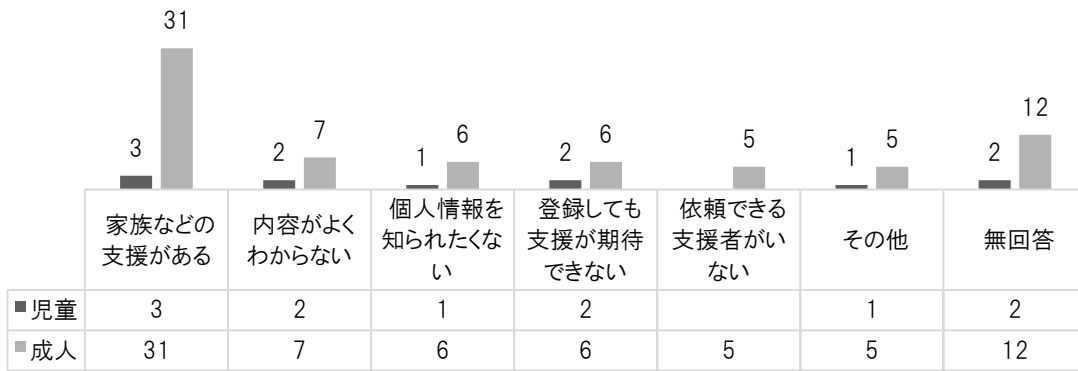 31
3
2
7
1
6
2
6
5
1
5
2
12
家族などの
支援がある
内容がよく
わからない
個人情報を
知られたくな
い
登録しても
支援が期待
できない
依頼できる
支援者がい
ない
その他
無回答
児童 3 2 1 2 1 2
成人 31 7 6 6 5 5 12